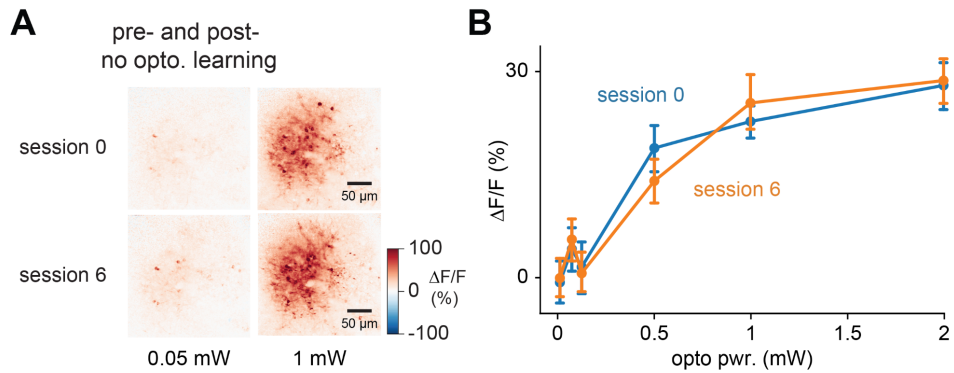 A
pre- and post-
no opto. learning
session 0
50 µm
session 6
50 µm
100
0
-100
ΔF/F
(%)
0.05 mW
1 mW
B
30
0
ΔF/F (%)
session 0
session 6
0
0.5
1
1.5
2
opto pwr. (mW)